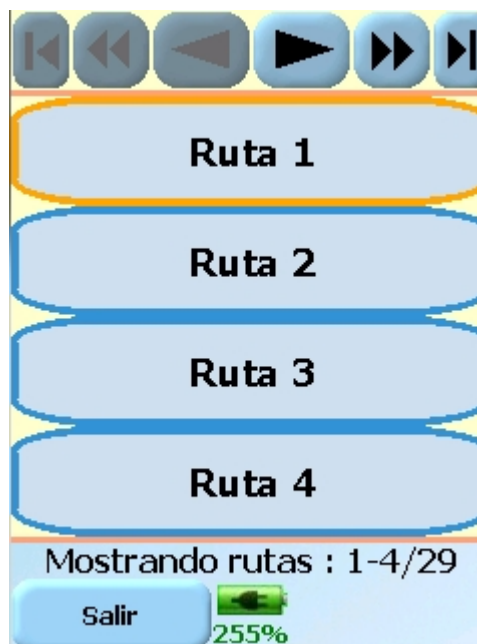 Ruta 1
Ruta 2
Ruta 3
Ruta 4
Mostrando rutas : 1-4/29
Salir
255%